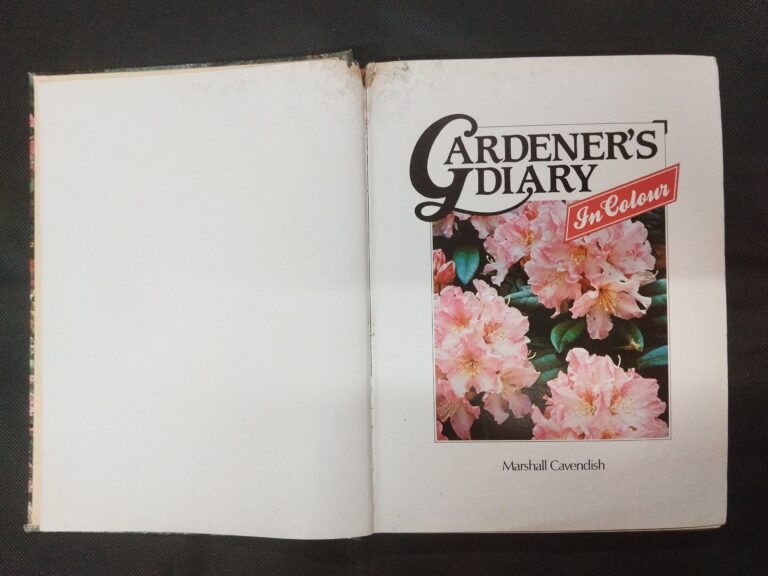 GARDENER'S
DIARY
In Colour
Marshall Cavendish